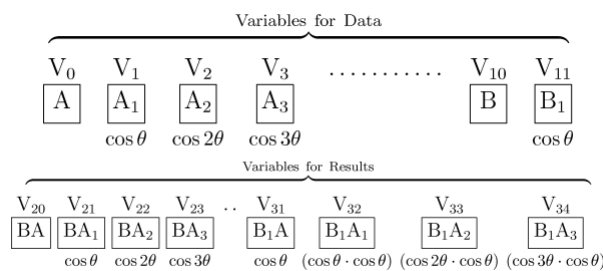 Variables for Data
V₀ V₁ V₂ V₃ ........... V₁₀ V₁₁
A A₁ A₂ A₃ B B₁
cos θ cos 2θ cos 3θ cos θ
Variables for Results
V₂₀ V₂₁ V₂₂ V₂₃ .. V₃₁ V₃₂ V₃₃ V₃₄
BA BA₁ BA₂ BA₃ B₁A B₁A₁ B₁A₂ B₁A₃
cos θ cos 2θ cos 3θ cos θ (cos θ · cos θ) (cos 2θ · cos θ) (cos 3θ · cos θ)